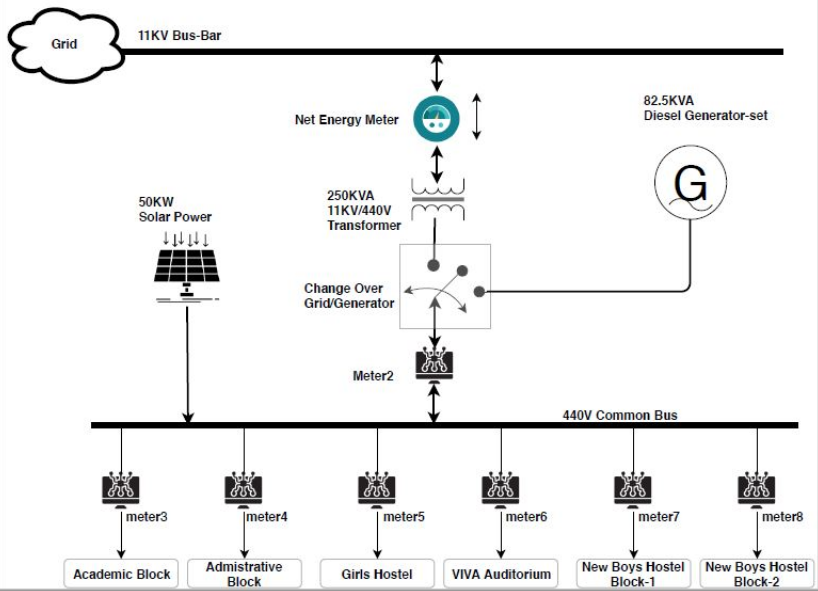 Grid
11KV Bus-Bar
Net Energy Meter
82.5KVA
Diesel Generator-set
G
50KW
Solar Power
250KVA
11KV/440V
Transformer
Change Over
Grid/Generator
Meter2
440V Common Bus
meter3
meter4
meter5
meter6
meter7
meter8
Academic Block
Admistrative
Block
Girls Hostel
VIVA Auditorium
New Boys Hostel
Block-1
New Boys Hostel
Block-2